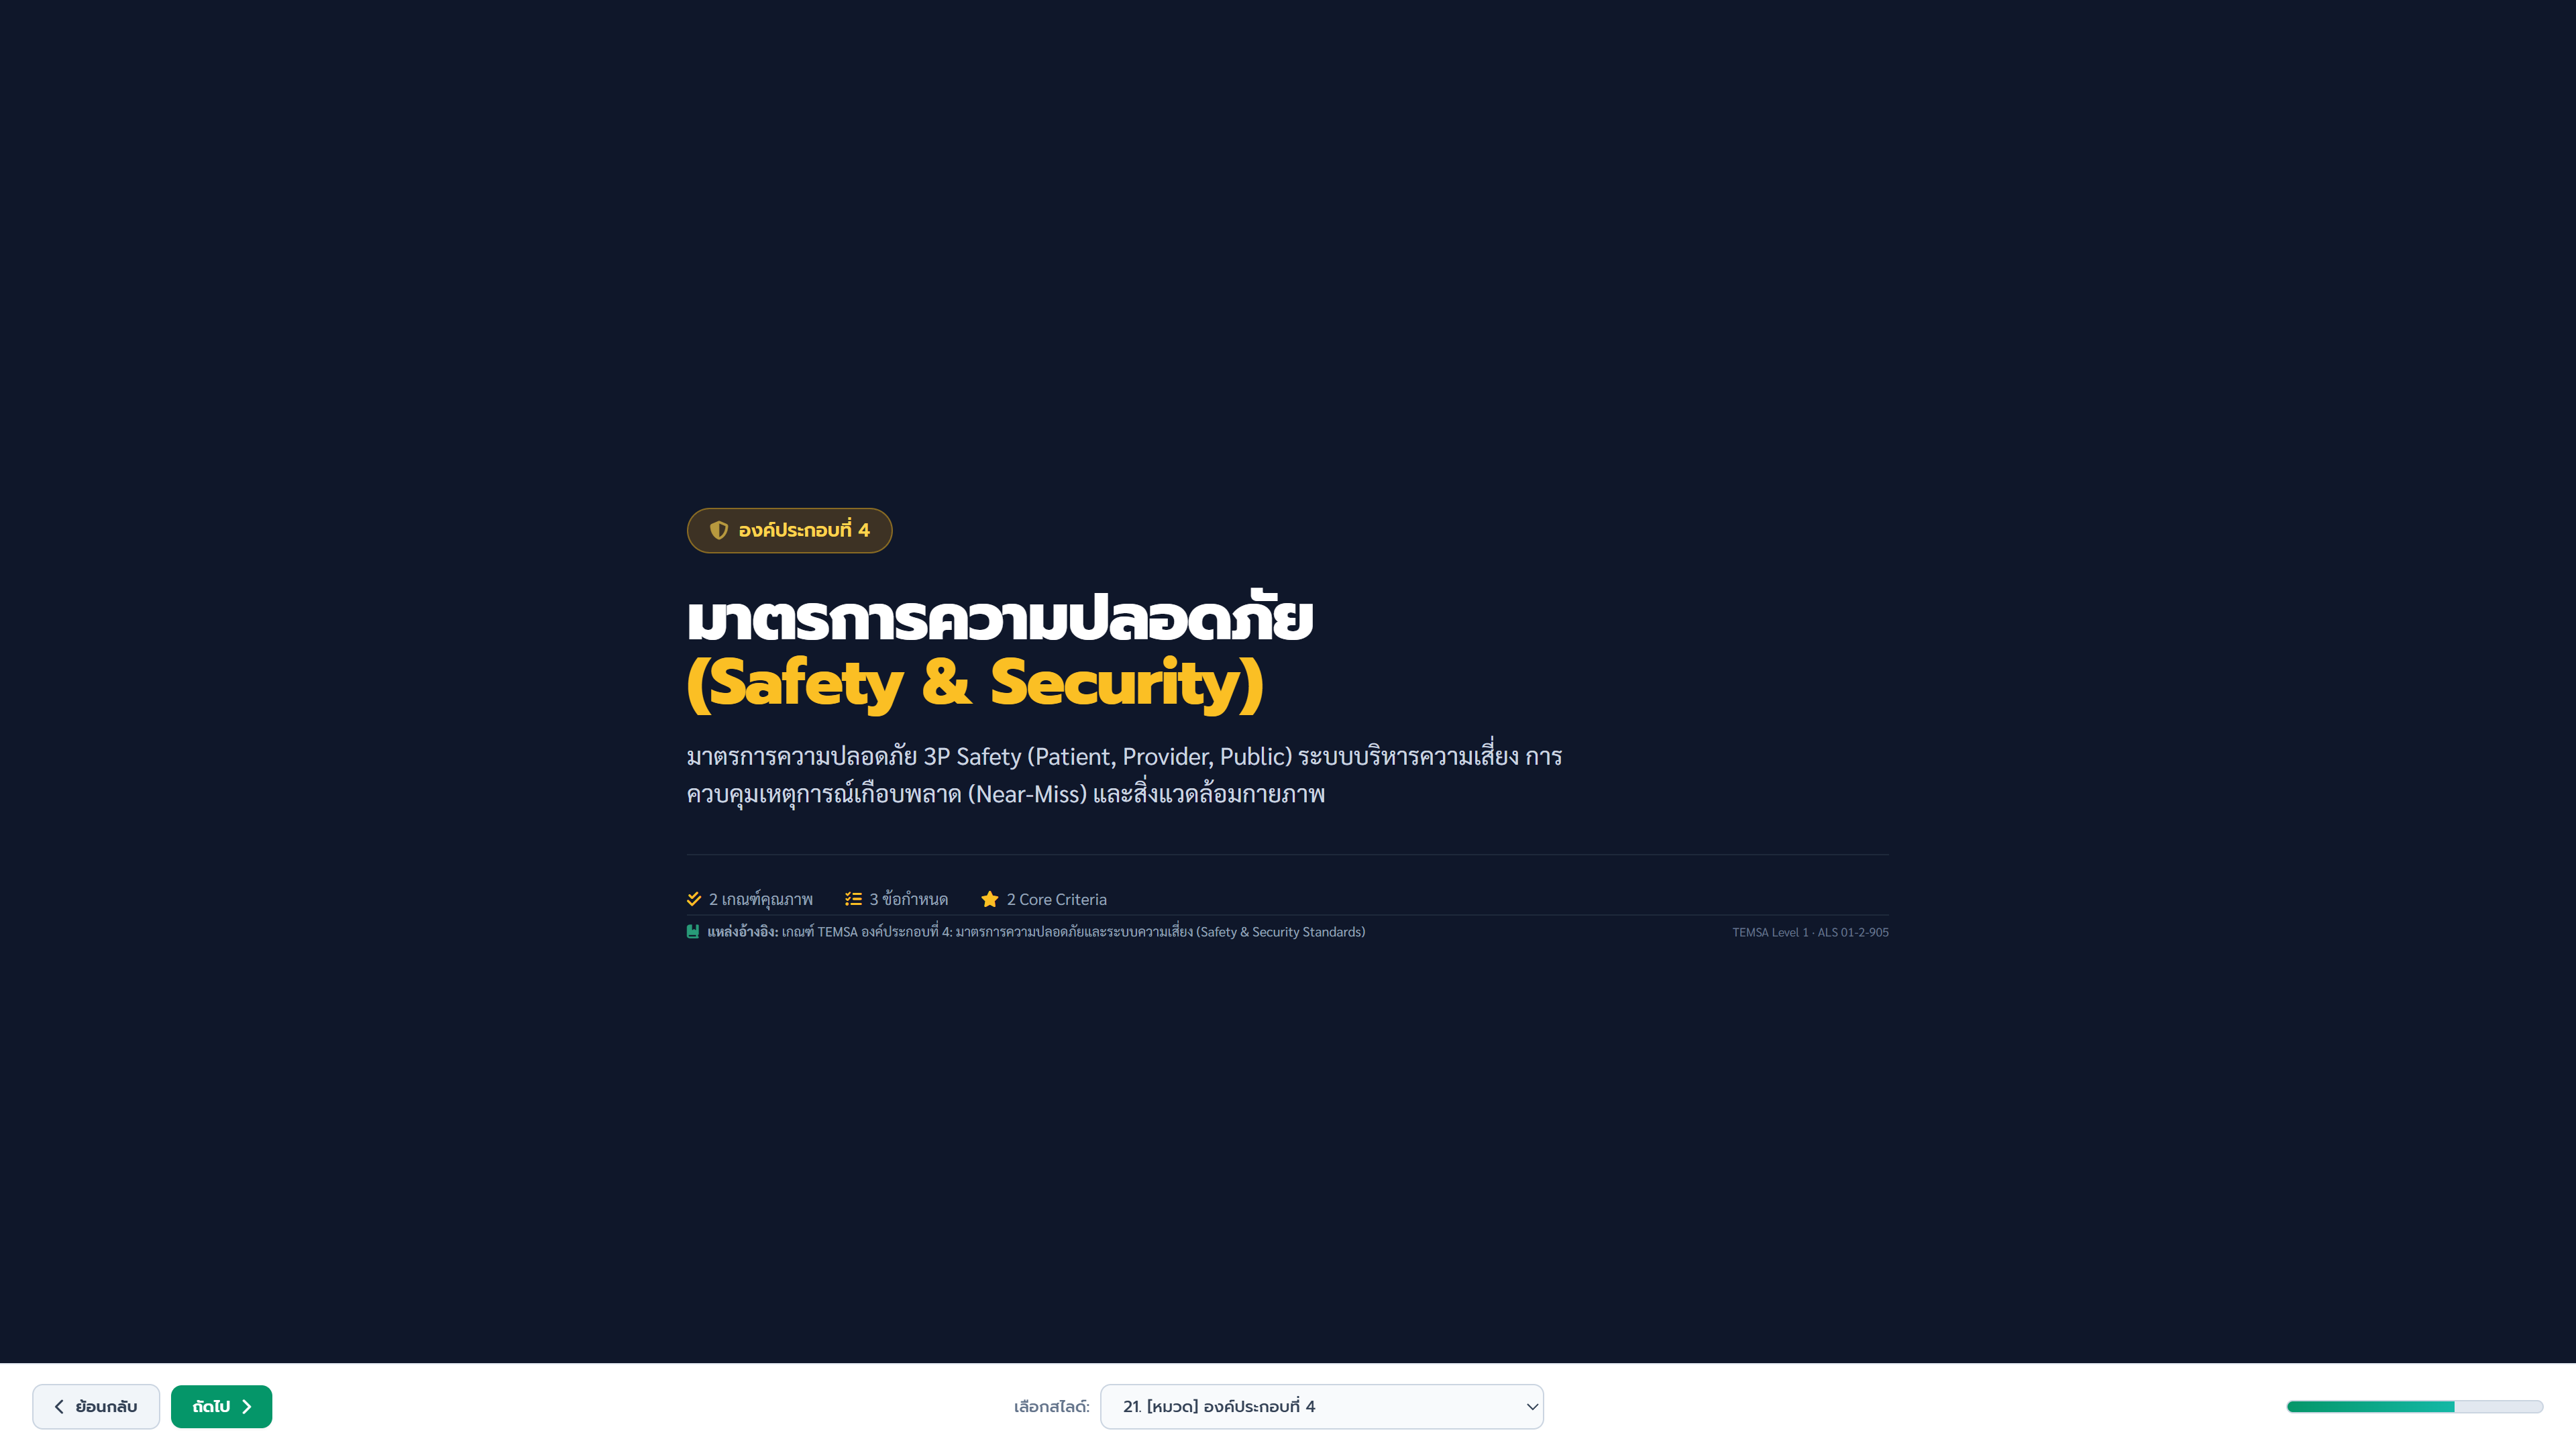 องค์ประกอบที่ 4
มาตรการความปลอดภัย
(Safety & Security)
มาตรการความปลอดภัย 3P Safety (Patient, Provider, Public) ระบบบริหารความเสี่ยง การ
ควบคุมเหตุการณ์เกือบพลาด (Near-Miss) และสิ่งแวดล้อมกายภาพ
2 เกณฑ์คุณภาพ 3 ข้อกำหนด 2 Core Criteria
แหล่งอ้างอิง: เกณฑ์ TEMSA องค์ประกอบที่ 4: มาตรการความปลอดภัยและระบบความเสี่ยง (Safety & Security Standards) TEMSA Level 1 · ALS 01-2-905
ย้อนกลับ ถัดไป เลือกสไลด์: 21. [หมวด] องค์ประกอบที่ 4